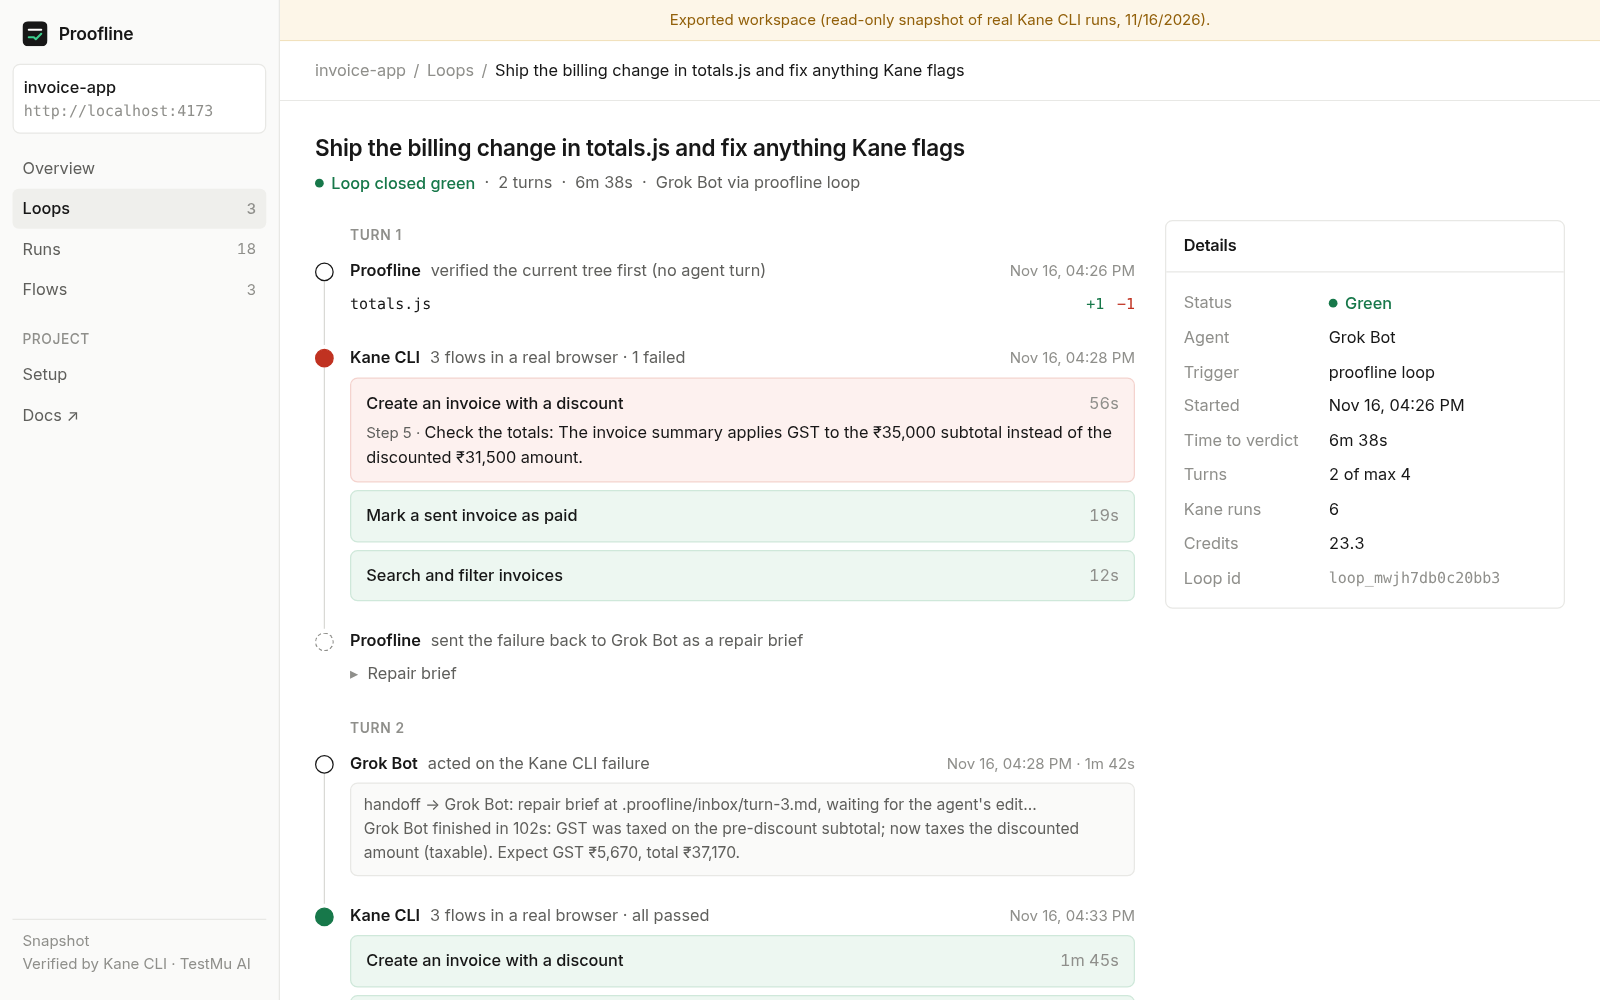 Proofline
invoice-app
http://localhost:4173
Overview
Loops 3
Runs 18
Flows 3
PROJECT
Setup
Docs ↗
Snapshot
Verified by Kane CLI · TestMu AI
Exported workspace (read-only snapshot of real Kane CLI runs, 11/16/2026).
invoice-app / Loops / Ship the billing change in totals.js and fix anything Kane flags
Ship the billing change in totals.js and fix anything Kane flags
Loop closed green · 2 turns · 6m 38s · Grok Bot via proofline loop
TURN 1
Proofline verified the current tree first (no agent turn) Nov 16, 04:26 PM
totals.js +1 −1
Kane CLI 3 flows in a real browser · 1 failed Nov 16, 04:28 PM
Create an invoice with a discount 56s
Step 5 · Check the totals: The invoice summary applies GST to the ₹35,000 subtotal instead of the
discounted ₹31,500 amount.
Mark a sent invoice as paid 19s
Search and filter invoices 12s
Proofline sent the failure back to Grok Bot as a repair brief
▸ Repair brief
TURN 2
Grok Bot acted on the Kane CLI failure Nov 16, 04:28 PM · 1m 42s
handoff → Grok Bot: repair brief at .proofline/inbox/turn-3.md, waiting for the agent's edit...
Grok Bot finished in 102s: GST was taxed on the pre-discount subtotal; now taxes the discounted
amount (taxable). Expect GST ₹5,670, total ₹37,170.
Kane CLI 3 flows in a real browser · all passed Nov 16, 04:33 PM
Create an invoice with a discount 1m 45s
Details
Status Green
Agent Grok Bot
Trigger proofline loop
Started Nov 16, 04:26 PM
Time to verdict 6m 38s
Turns 2 of max 4
Kane runs 6
Credits 23.3
Loop id loop_mwjh7db0c20bb3